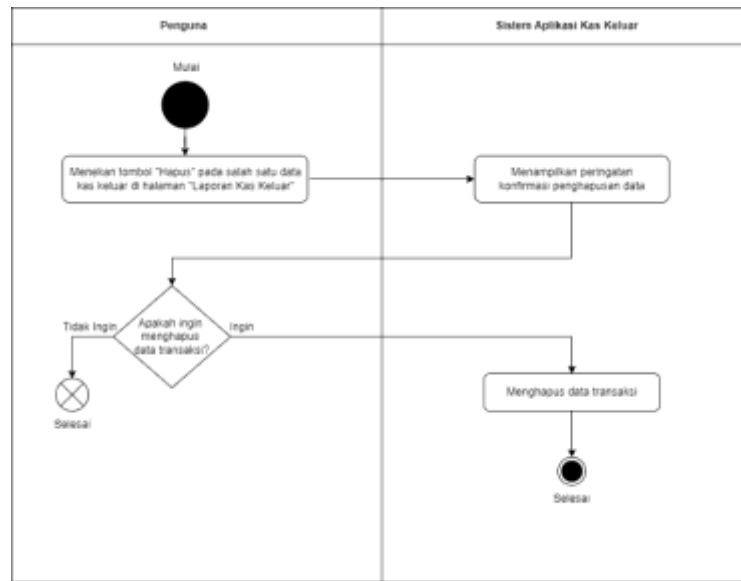 Penguna
Sistem Aplikasi Kas Keluar
Mulai
Menekan tombol "Hapus" pada salah satu data
kas keluar di halaman "Laporan Kas Keluar"
Menampilkan peringatan
konfirmasi penghapusan data
Tidak Ingin
Apakah ingin
menghapus
data transaksi?
Ingin
Selesai
Menghapus data transaksi
Selesai